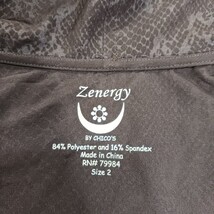 Zenergy
BY CHICO'S
84% Polyester and 16% Spandex
Made in China
RN# 79984
Size 2